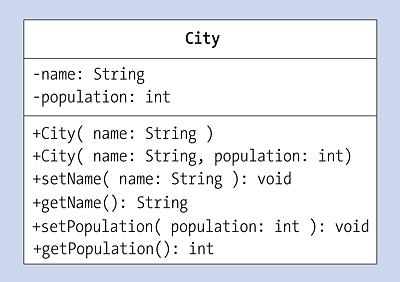 City
-name: String
-population: int
+City( name: String )
+City( name: String, population: int)
+setName( name: String ): void
+getName(): String
+setPopulation( population: int ): void
+getPopulation(): int